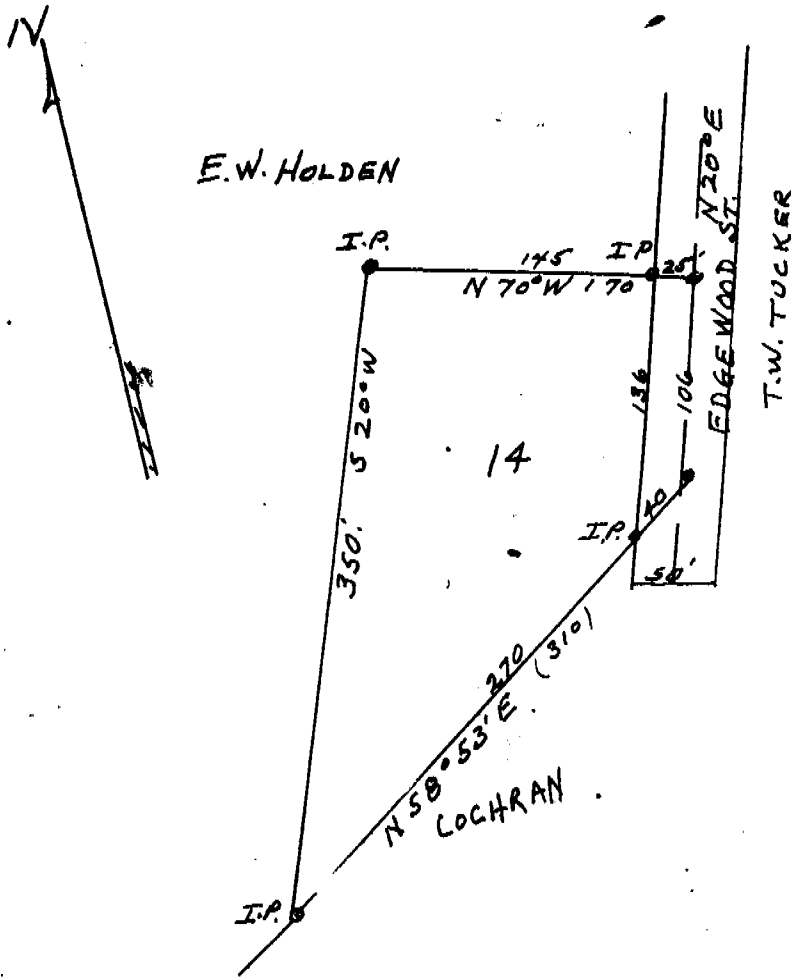 N
E.W. HOLDEN
I.P.
145
I.P
25'
N 70° W 170
N 20° E
EDGEWOOD ST.
T.W. TUCKER
S 20° W
350.'
136
106
14
40
I.P.
50'
270
(310)
N 58° 53' E.
COCHRAN
I.P.